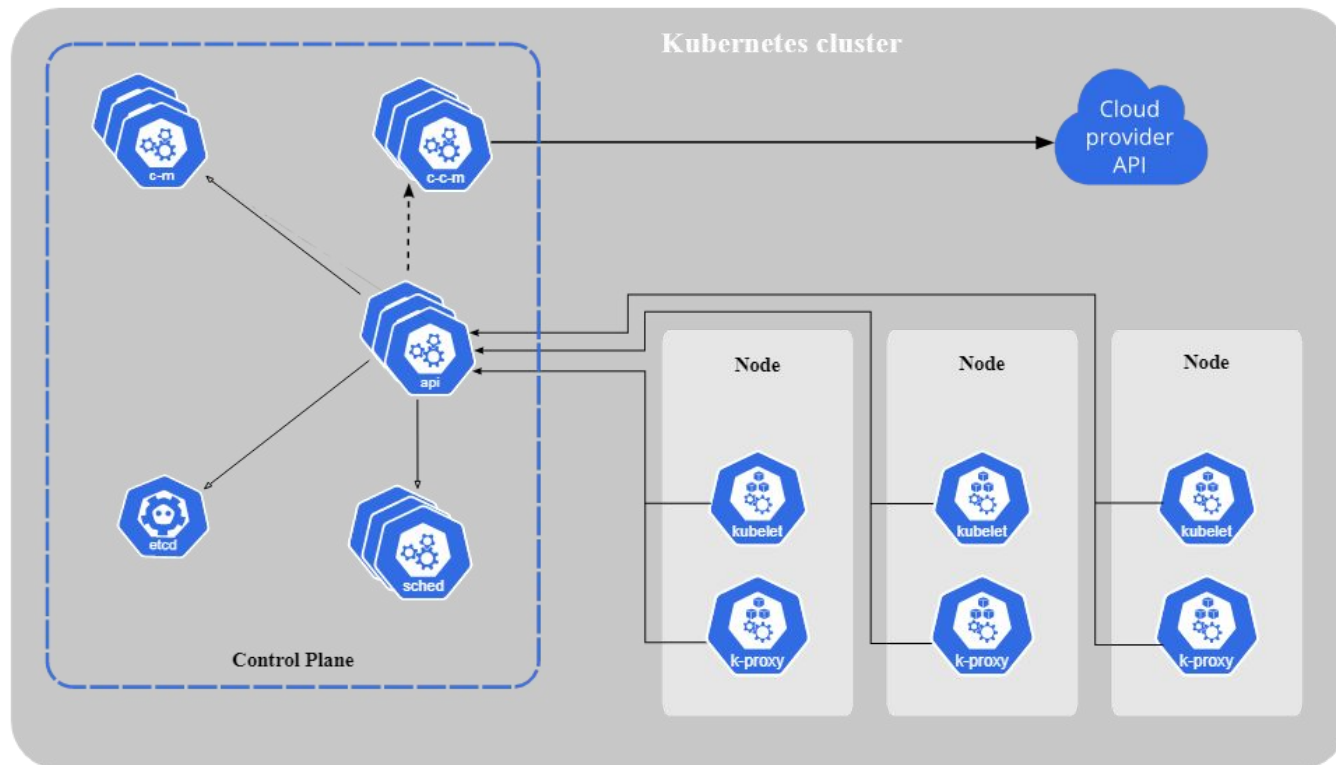 Kubernetes cluster
c-m
c-c-m
Cloud
provider
API
api
etcd
sched
Control Plane
Node
kubelet
k-proxy
Node
kubelet
k-proxy
Node
kubelet
k-proxy